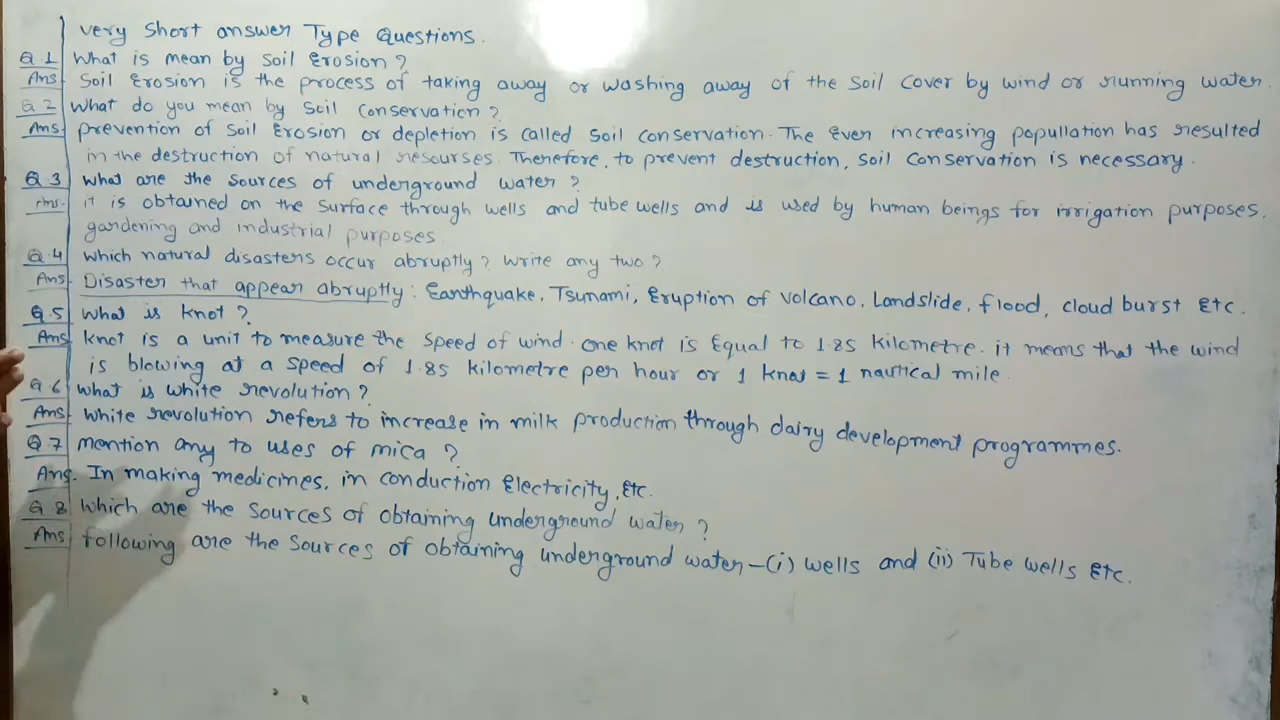 Very Short answer Type Questions.
Q.1 What is mean by Soil Erosion?
Ans. Soil Erosion is the process of taking away or washing away of the Soil cover by wind or running water.
Q.2 What do you mean by Soil Conservation?
Ans. prevention of Soil Erosion or depletion is called Soil conservation. The Ever increasing popullation has resulted
in the destruction of natural resourses. Therefore, to prevent destruction, Soil Conservation is necessary.
Q.3 What are the Sources of underground water?
Ans. it is obtained on the surface through wells and tube wells and is used by human beings for irrigation purposes,
gardening and industrial purposes.
Q.4 which natural disasters occur abruptly? Write any two?
Ans. Disaster that appear abruptly: Earthquake, Tsunami, Eruption of Volcano, Landslide, flood, cloud burst Etc.
Q.5 What is knot?
Ans. knot is a unit to measure the speed of wind. one knot is Equal to 1.85 kilometre. it means that the wind
is blowing at a speed of 1.85 kilometre per hour or 1 knot = 1 nautical mile.
Q.6 What is white revolution?
Ans. white revolution refers to increase in milk production through dairy development programmes.
Q.7 mention any to uses of mica?
Ans. In making medicines, in conduction Electricity, Etc.
Q.8 Which are the sources of obtaining underground water?
Ans following are the sources of obtaining underground water-(i) wells and (ii) Tube wells Etc.